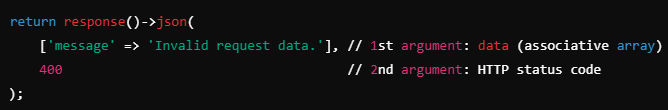 return response()->json(
    ['message' => 'Invalid request data.'], // 1st argument: data (associative array)
    400                                     // 2nd argument: HTTP status code
);